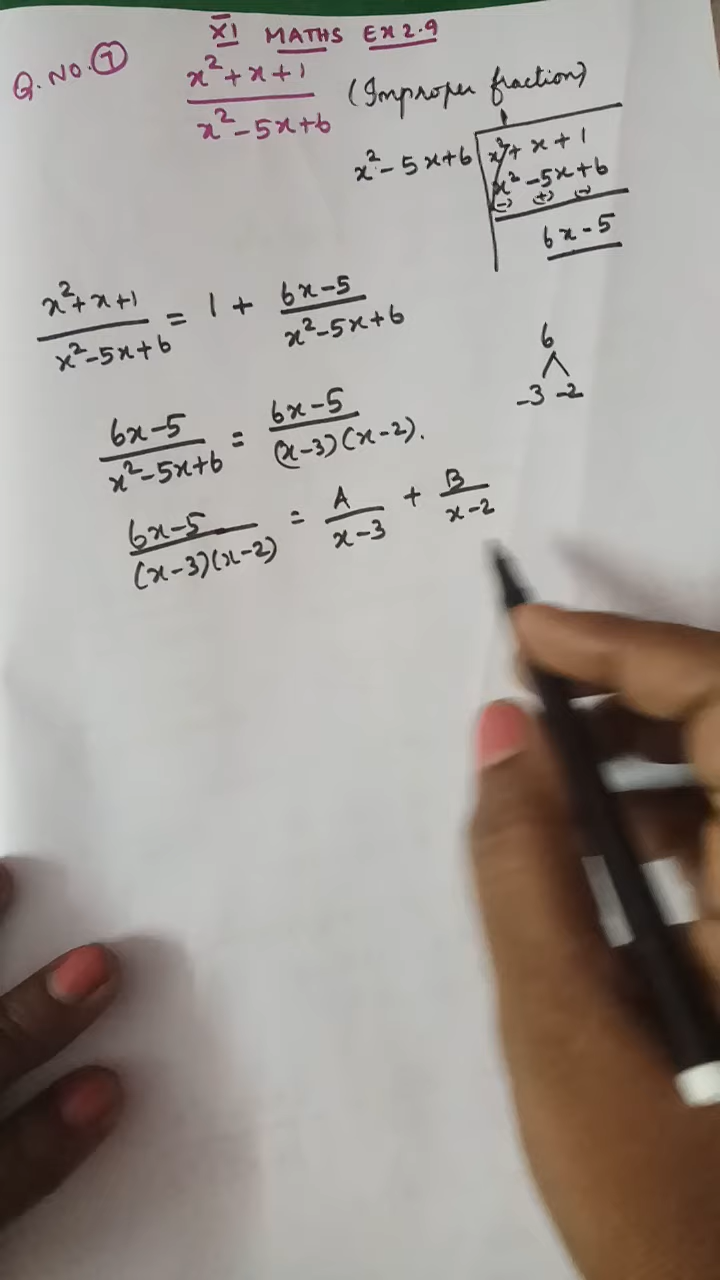 XI MATHS Ex 2.9
Q. NO. 7
x² + x + 1 / x² - 5x + 6 (Improper fraction)
1
x² - 5x + 6 | x² + x + 1
x² - 5x + 6
(-) (+) (-)
6x - 5
x² + x + 1 / x² - 5x + 6 = 1 + 6x - 5 / x² - 5x + 6
6
-3 -2
6x - 5 / x² - 5x + 6 = 6x - 5 / (x - 3)(x - 2).
6x - 5 / (x - 3)(x - 2) = A / x - 3 + B / x - 2